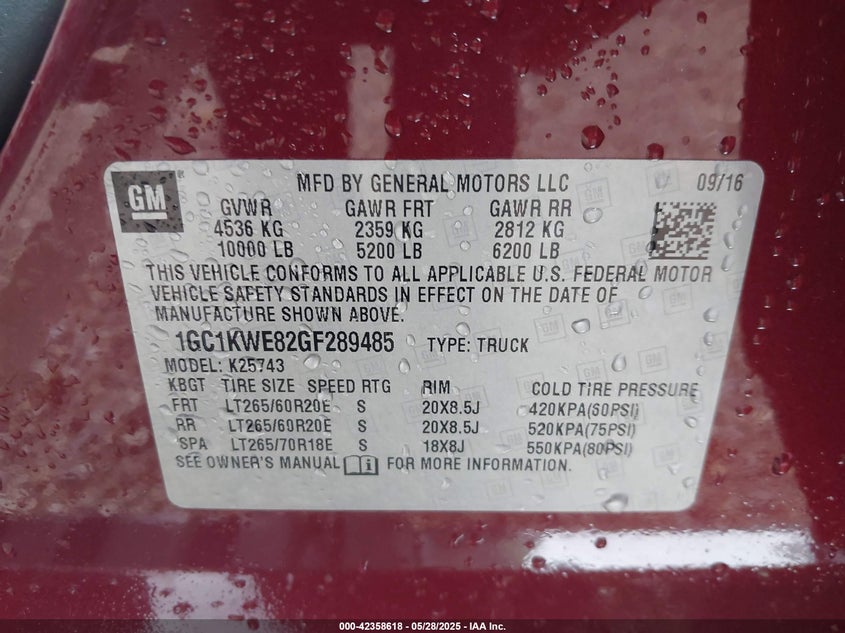 GM
MFD BY GENERAL MOTORS LLC 09/16
GVWR GAWR FRT GAWR RR
4536 KG 2359 KG 2812 KG
10000 LB 5200 LB 6200 LB
THIS VEHICLE CONFORMS TO ALL APPLICABLE U.S. FEDERAL MOTOR
VEHICLE SAFETY STANDARDS IN EFFECT ON THE DATE OF
MANUFACTURE SHOWN ABOVE.
1GC1KWE82GF289485 TYPE: TRUCK
MODEL: K25743
KBGT TIRE SIZE SPEED RTG RIM COLD TIRE PRESSURE
FRT LT265/60R20E S 20X8.5J 420KPA(60PSI)
RR LT265/60R20E S 20X8.5J 520KPA(75PSI)
SPA LT265/70R18E S 18X8J 550KPA(80PSI)
SEE OWNER'S MANUAL FOR MORE INFORMATION.
000-42358618 — 05/28/2025 — IAA Inc.